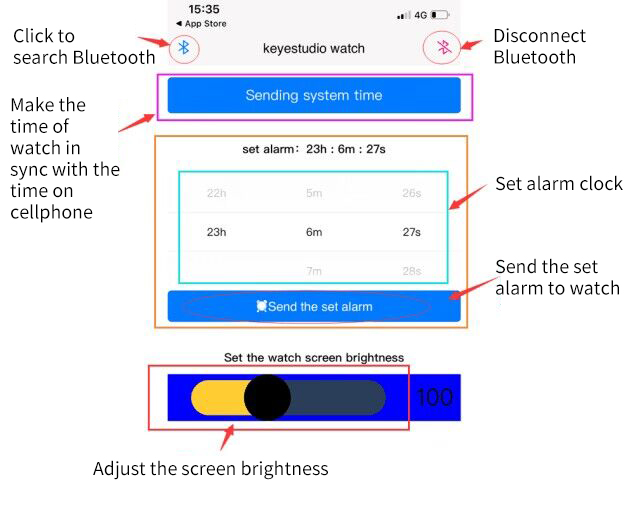 15:35
◀ App Store
4G
Click to
search Bluetooth
keyestudio watch
Disconnect
Bluetooth
Sending system time
Make the
time of
watch in
sync with the
time on
cellphone
set alarm: 23h : 6m : 27s
22h 5m 26s
23h 6m 27s
7m 28s
Set alarm clock
Send the set alarm
Send the set
alarm to watch
Set the watch screen brightness
100
Adjust the screen brightness